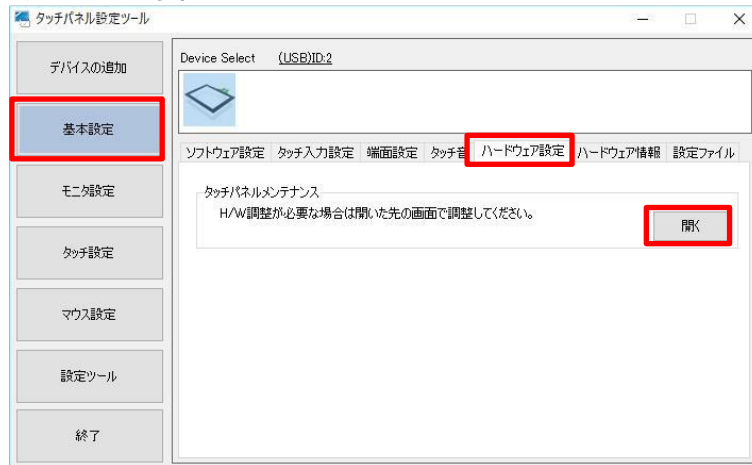 タッチパネル設定ツール
デバイスの追加
基本設定
モニタ設定
タッチ設定
マウス設定
設定ツール
終了
Device Select (USB)ID:2
ソフトウェア設定 タッチ入力設定 端面設定 タッチ音 ハードウェア設定 ハードウェア情報 設定ファイル
タッチパネルメンテナンス
H/W調整が必要な場合は開いた先の画面で調整してください。
開く